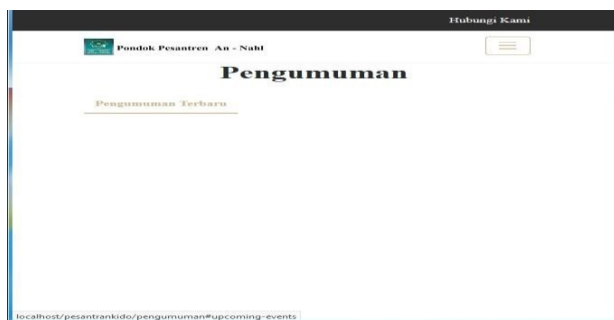 Hubungi Kami
Pondok Pesantren An - Nahl
Pengumuman
Pengumuman Terbaru
localhost/pesantrankido/pengumuman#upcoming-events